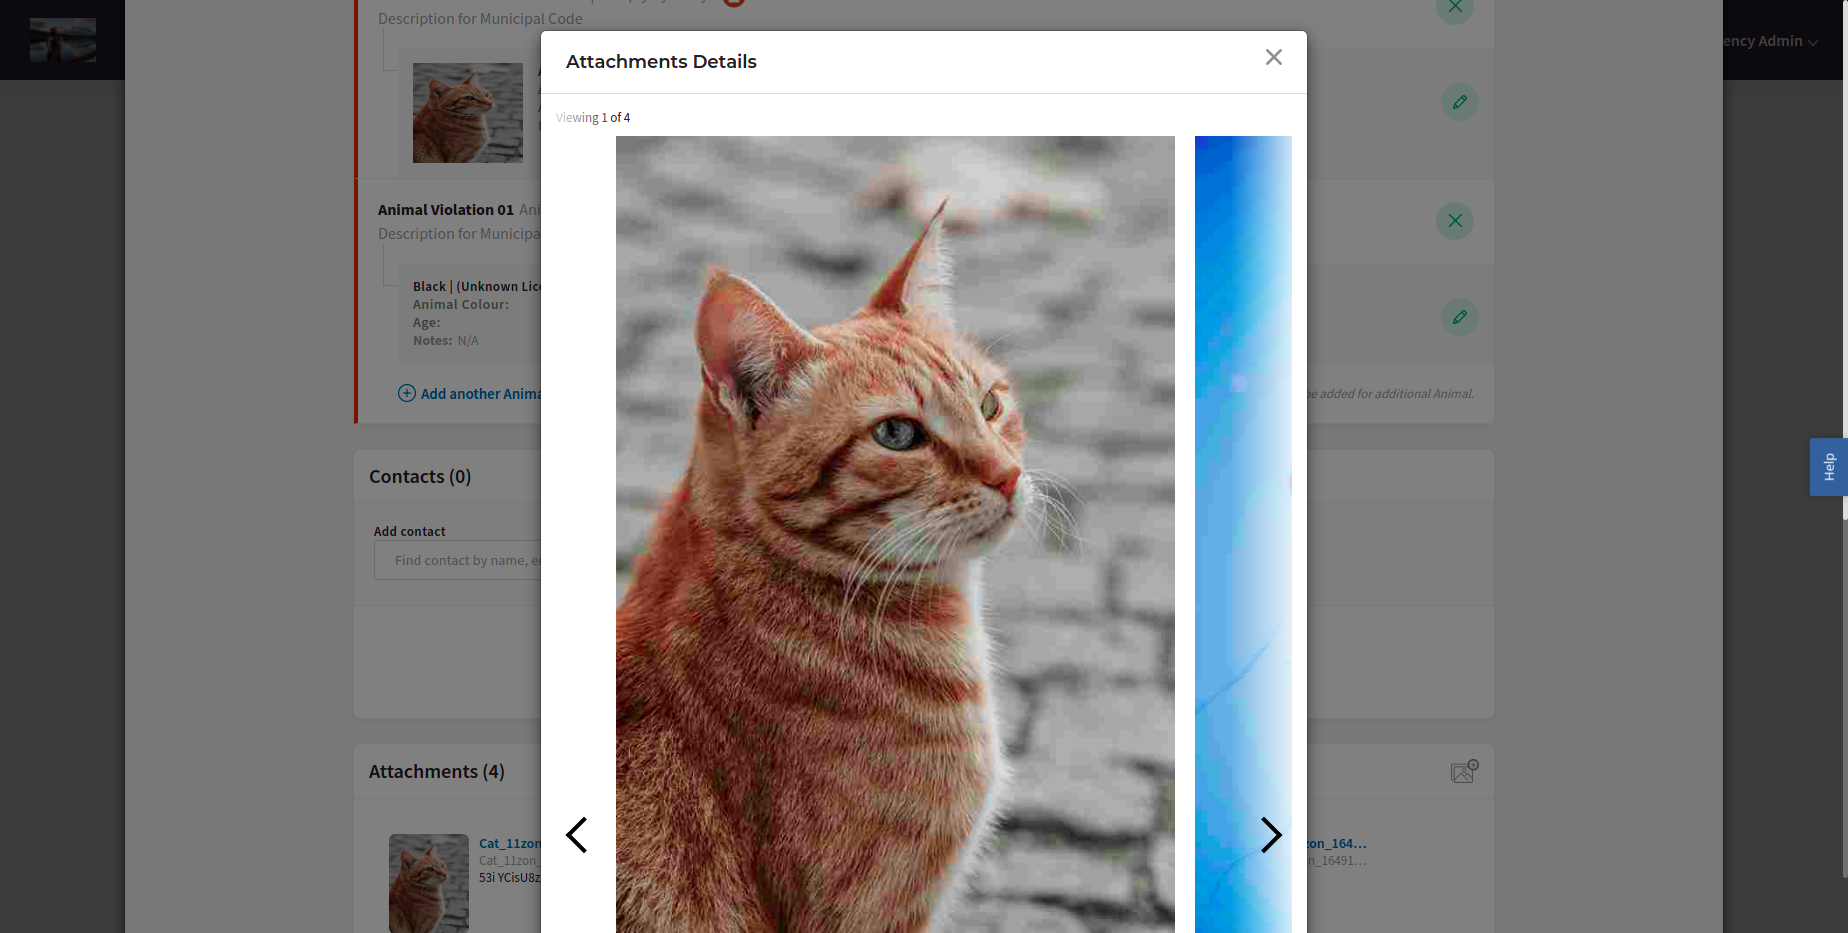 Description for Municipal Code
ency Admin
Attachments Details
Viewing 1 of 4
Animal Violation 01 Ani
Description for Municipa
Black | (Unknown Lice
Animal Colour:
Age:
Notes: N/A
Add another Anima
be added for additional Animal.
Contacts (0)
Help
Add contact
Find contact by name, e
Attachments (4)
Cat_11zon
zon_164...
Cat_11zon_
n_16491...
53i YCisU8z